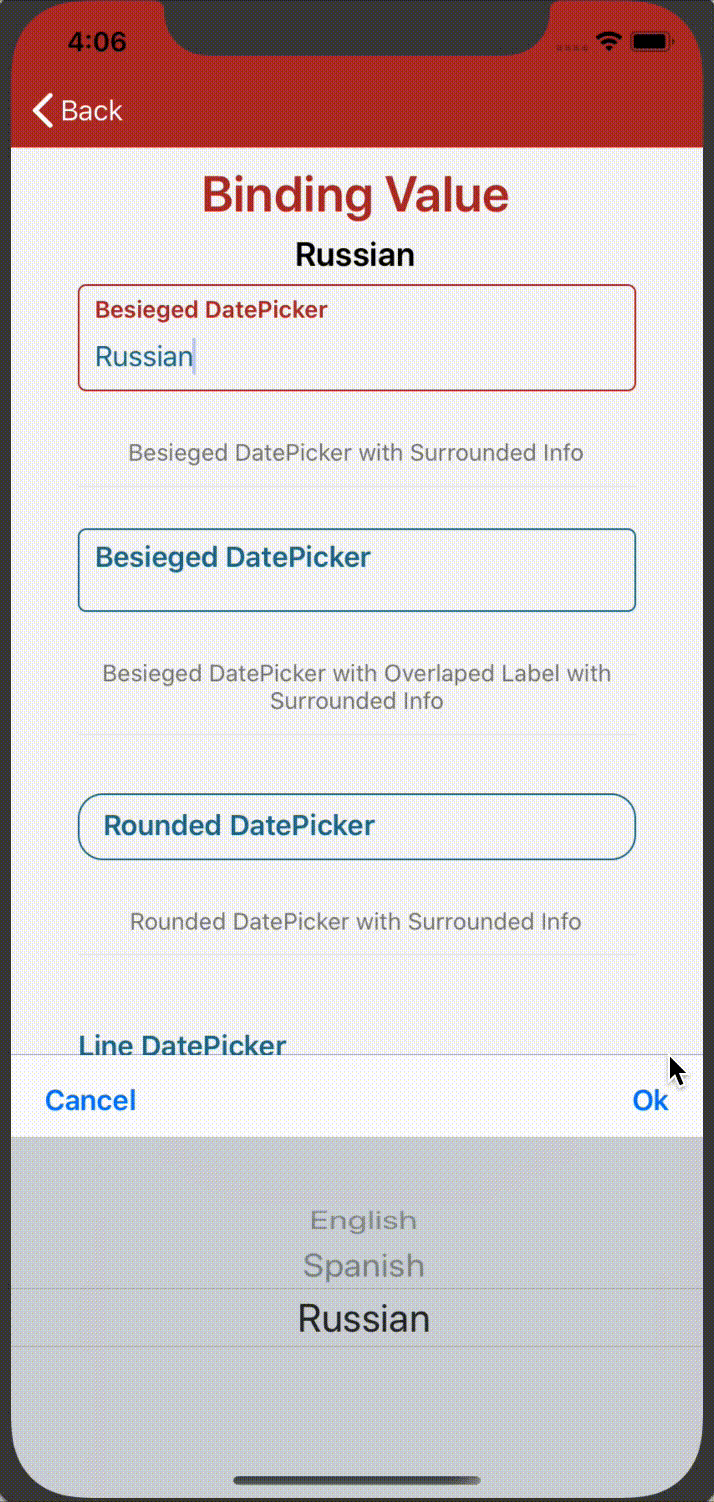 4:06
Back
Binding Value
Russian
Besieged DatePicker
Russian
Besieged DatePicker with Surrounded Info
Besieged DatePicker
Besieged DatePicker with Overlaped Label with
Surrounded Info
Rounded DatePicker
Rounded DatePicker with Surrounded Info
Line DatePicker
Cancel
Ok
English
Spanish
Russian